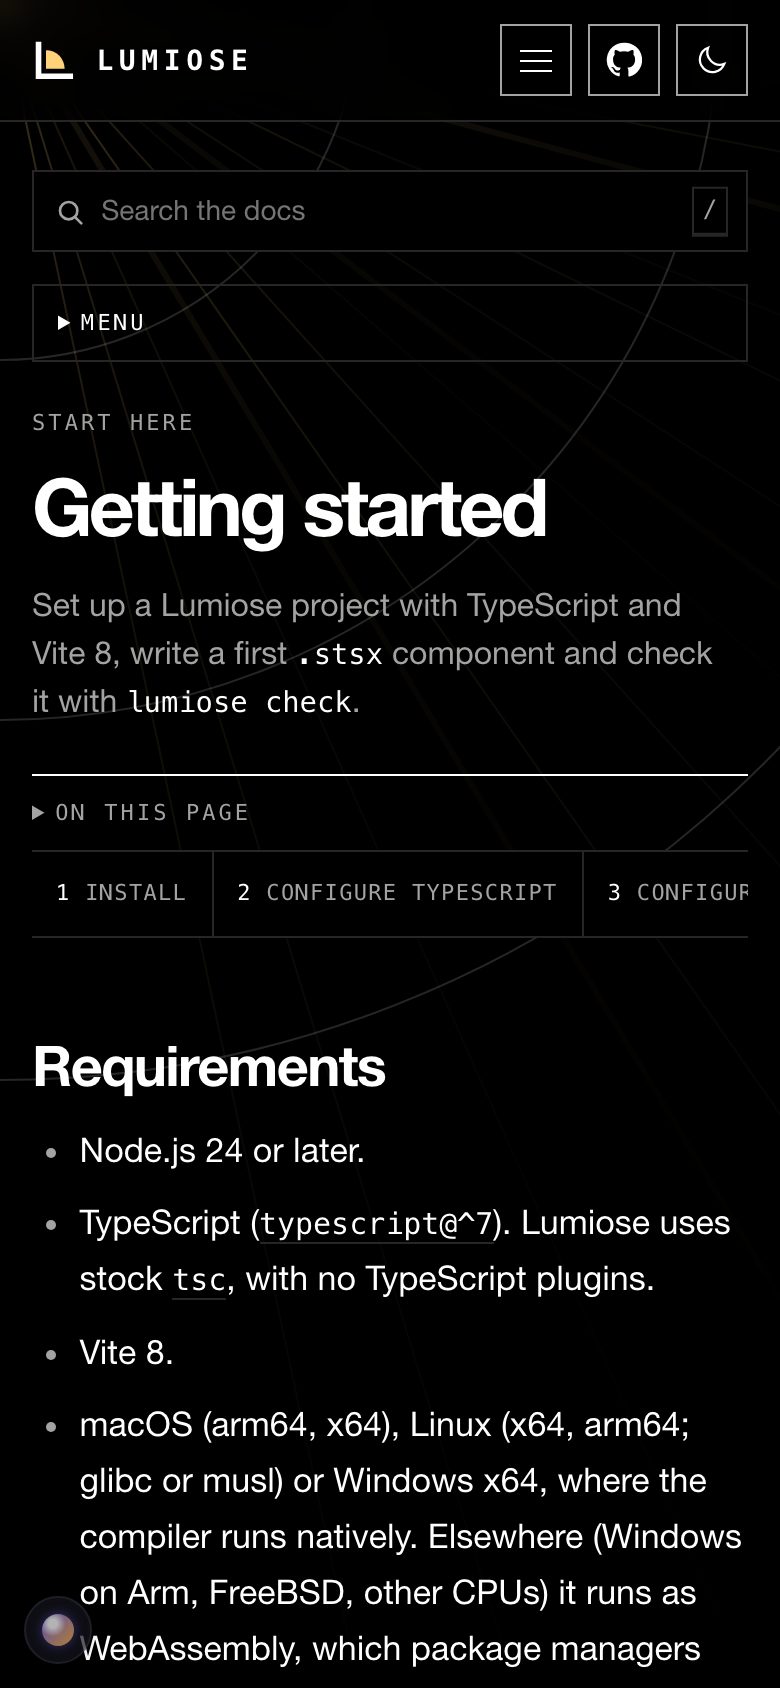 LUMIOSE
Search the docs /
MENU
START HERE
Getting started
Set up a Lumiose project with TypeScript and
Vite 8, write a first .stsx component and check
it with lumiose check.
ON THIS PAGE
1 INSTALL 2 CONFIGURE TYPESCRIPT 3 CONFIGUR
Requirements
Node.js 24 or later.
TypeScript (typescript@^7). Lumiose uses
stock tsc, with no TypeScript plugins.
Vite 8.
macOS (arm64, x64), Linux (x64, arm64;
glibc or musl) or Windows x64, where the
compiler runs natively. Elsewhere (Windows
on Arm, FreeBSD, other CPUs) it runs as
WebAssembly, which package managers